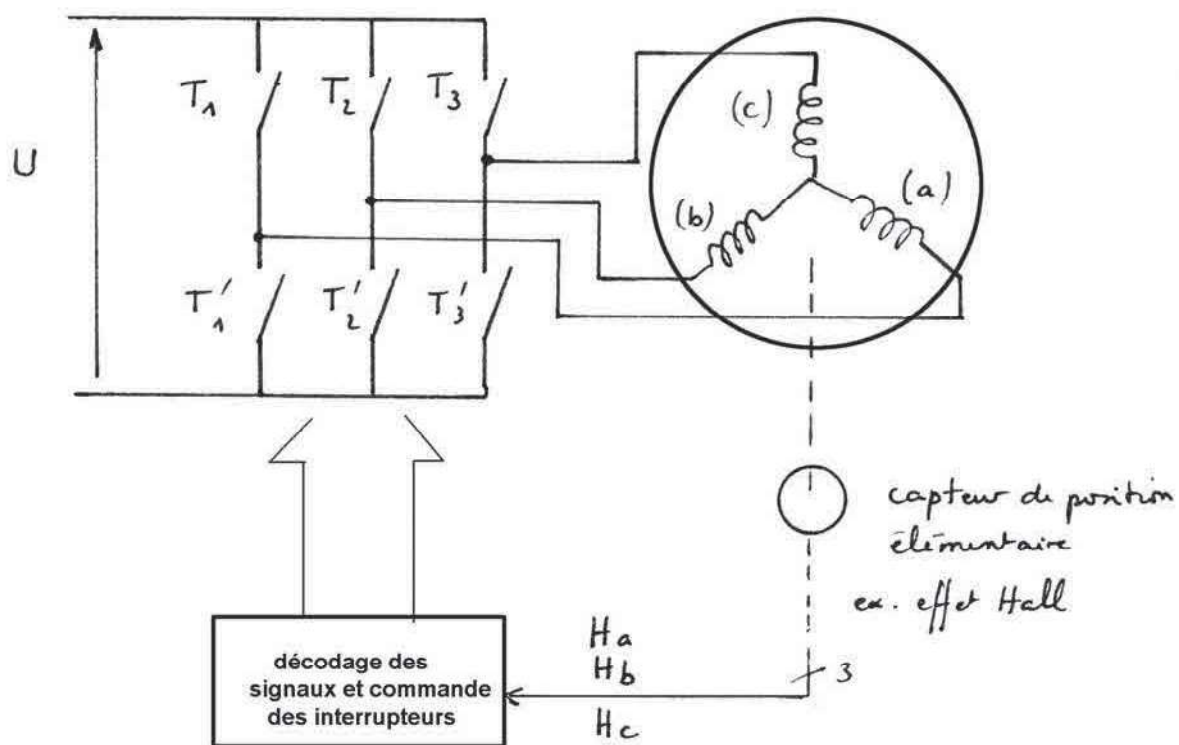 T1
T2
T3
U
(c)
(a)
(b)
T'1
T'2
T'3
capteur de position
élémentaire
ex. effet Hall
décodage des
signaux et commande
des interrupteurs
Ha
Hb
Hc
3